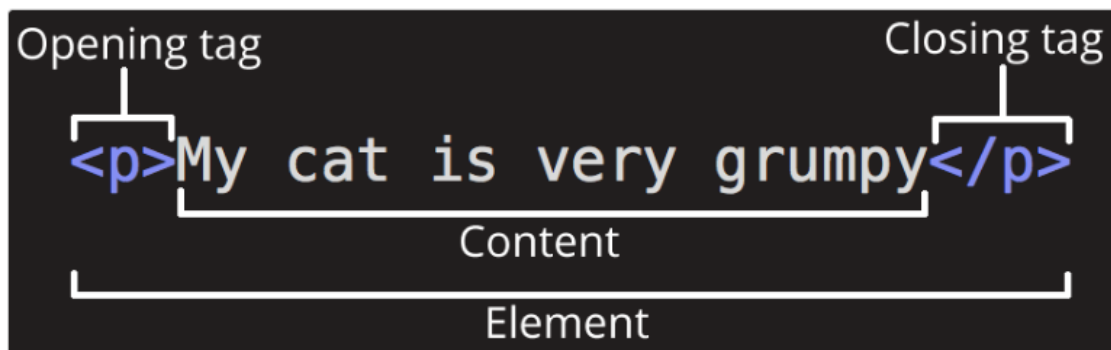 Opening tag
Closing tag
<p>My cat is very grumpy</p>
Content
Element